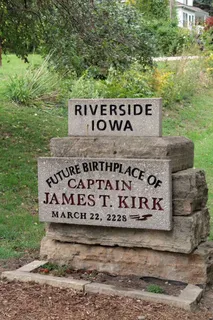 RIVERSIDE
IOWA
FUTURE BIRTHPLACE OF
CAPTAIN
JAMES T. KIRK
MARCH 22, 2228